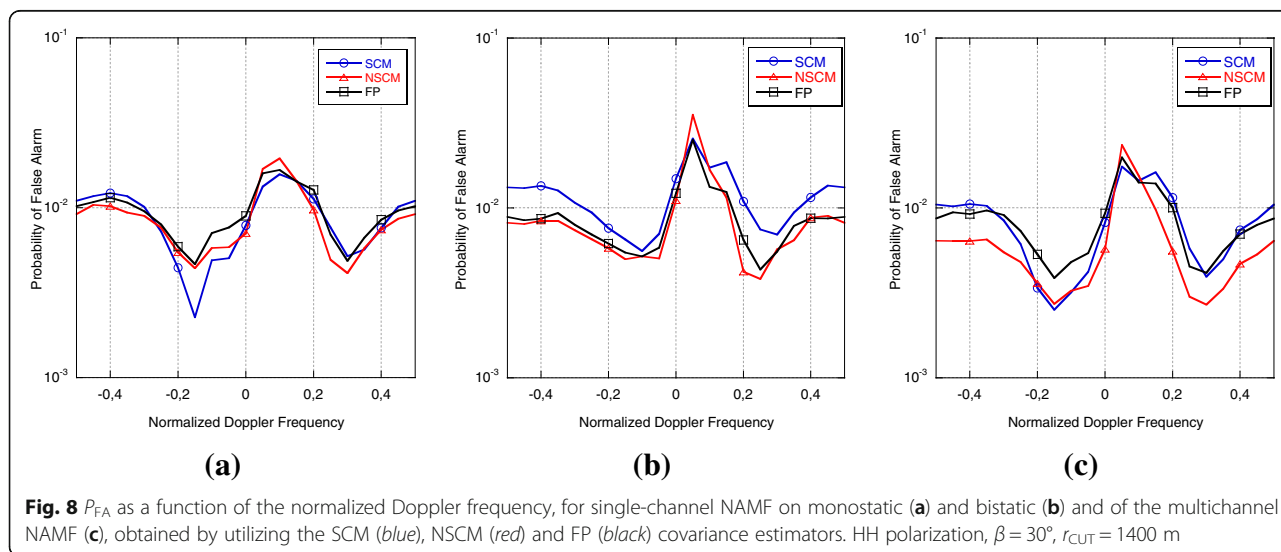 10-1
10-2
10-3
Probability of False Alarm
SCM
NSCM
FP
-0,4 -0,2 0 0,2 0,4
Normalized Doppler Frequency
(a)
10-1
10-2
10-3
Probability of False Alarm
SCM
NSCM
FP
-0,4 -0,2 0 0,2 0,4
Normalized Doppler Frequency
(b)
10-1
10-2
10-3
Probability of False Alarm
SCM
NSCM
FP
-0,4 -0,2 0 0,2 0,4
Normalized Doppler Frequency
(c)
Fig. 8 PFA as a function of the normalized Doppler frequency, for single-channel NAMF on monostatic (a) and bistatic (b) and of the multichannel
NAMF (c), obtained by utilizing the SCM (blue), NSCM (red) and FP (black) covariance estimators. HH polarization, β = 30°, rCUT = 1400 m